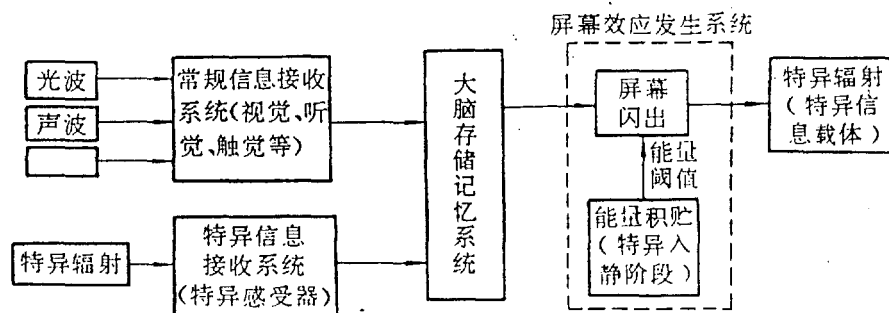 屏幕效应发生系统
光波
声波
常规信息接收
系统(视觉、听
觉、触觉等)
特异辐射
特异信息
接收系统
(特异感受器)
大
脑
存
储
记
忆
系
统
屏幕
闪出
能量
阈值
能量积贮
(特异入
静阶段)
特异辐射
(特异信
息载体)